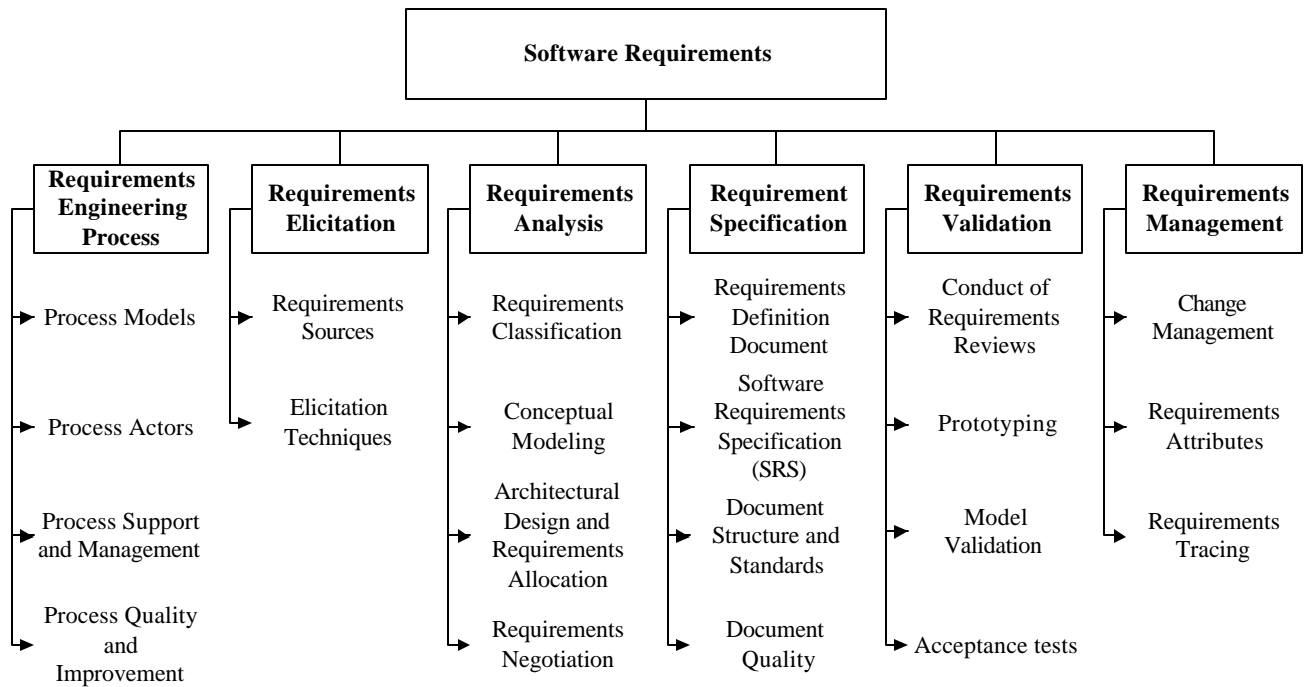 Software Requirements
Requirements
Engineering
Process
Process Models
Process Actors
Process Support
and Management
Process Quality
and
Improvement
Requirements
Elicitation
Requirements
Sources
Elicitation
Techniques
Requirements
Analysis
Requirements
Classification
Conceptual
Modeling
Architectural
Design and
Requirements
Allocation
Requirements
Negotiation
Requirement
Specification
Requirements
Definition
Document
Software
Requirements
Specification
(SRS)
Document
Structure and
Standards
Document
Quality
Requirements
Validation
Conduct of
Requirements
Reviews
Prototyping
Model
Validation
Acceptance tests
Requirements
Management
Change
Management
Requirements
Attributes
Requirements
Tracing